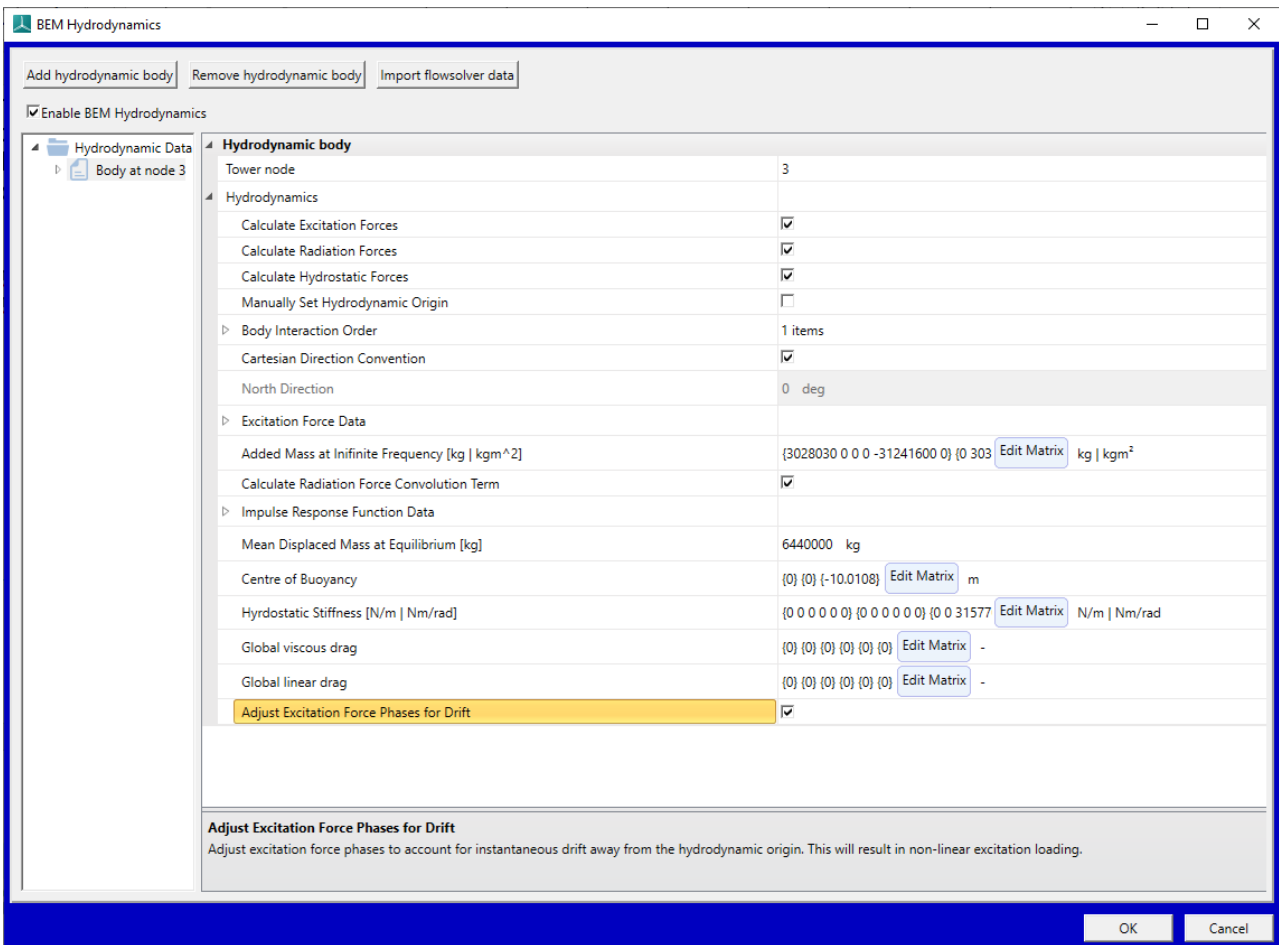 BEM Hydrodynamics
Add hydrodynamic body Remove hydrodynamic body Import flowsolver data
Enable BEM Hydrodynamics
Hydrodynamic Data
Body at node 3
Hydrodynamic body
Tower node 3
Hydrodynamics
Calculate Excitation Forces
Calculate Radiation Forces
Calculate Hydrostatic Forces
Manually Set Hydrodynamic Origin
Body Interaction Order 1 items
Cartesian Direction Convention
North Direction 0 deg
Excitation Force Data
Added Mass at Inifinite Frequency [kg | kgm^2] {3028030 0 0 0 -31241600 0} {0 303 Edit Matrix kg | kgm²
Calculate Radiation Force Convolution Term
Impulse Response Function Data
Mean Displaced Mass at Equilibrium [kg] 6440000 kg
Centre of Buoyancy {0} {0} {-10.0108} Edit Matrix m
Hyrdostatic Stiffness [N/m | Nm/rad] {0 0 0 0 0 0} {0 0 0 0 0 0} {0 0 31577 Edit Matrix N/m | Nm/rad
Global viscous drag {0} {0} {0} {0} {0} {0} Edit Matrix -
Global linear drag {0} {0} {0} {0} {0} {0} Edit Matrix -
Adjust Excitation Force Phases for Drift
Adjust Excitation Force Phases for Drift
Adjust excitation force phases to account for instantaneous drift away from the hydrodynamic origin. This will result in non-linear excitation loading.
OK Cancel